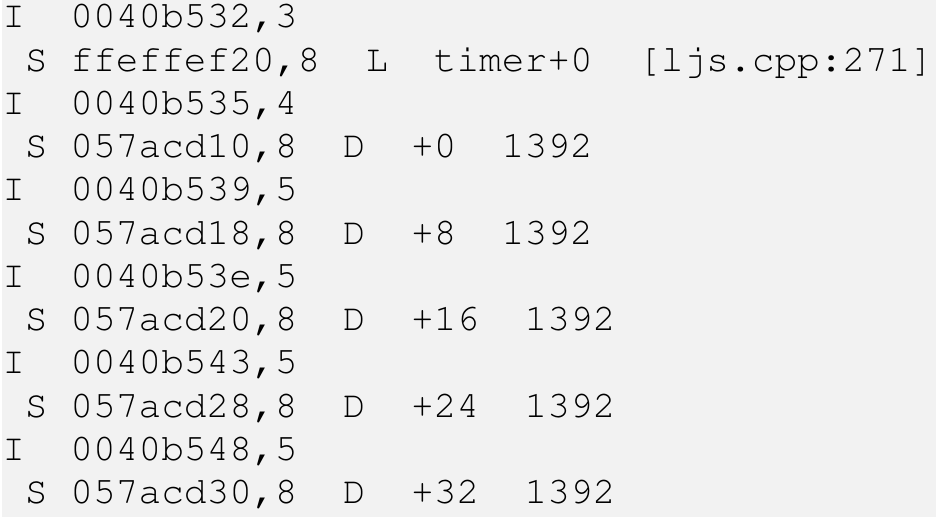 I  0040b532,3
 S ffeffef20,8  L  timer+0  [ljs.cpp:271]
I  0040b535,4
 S 057acd10,8  D  +0  1392
I  0040b539,5
 S 057acd18,8  D  +8  1392
I  0040b53e,5
 S 057acd20,8  D  +16  1392
I  0040b543,5
 S 057acd28,8  D  +24  1392
I  0040b548,5
 S 057acd30,8  D  +32  1392